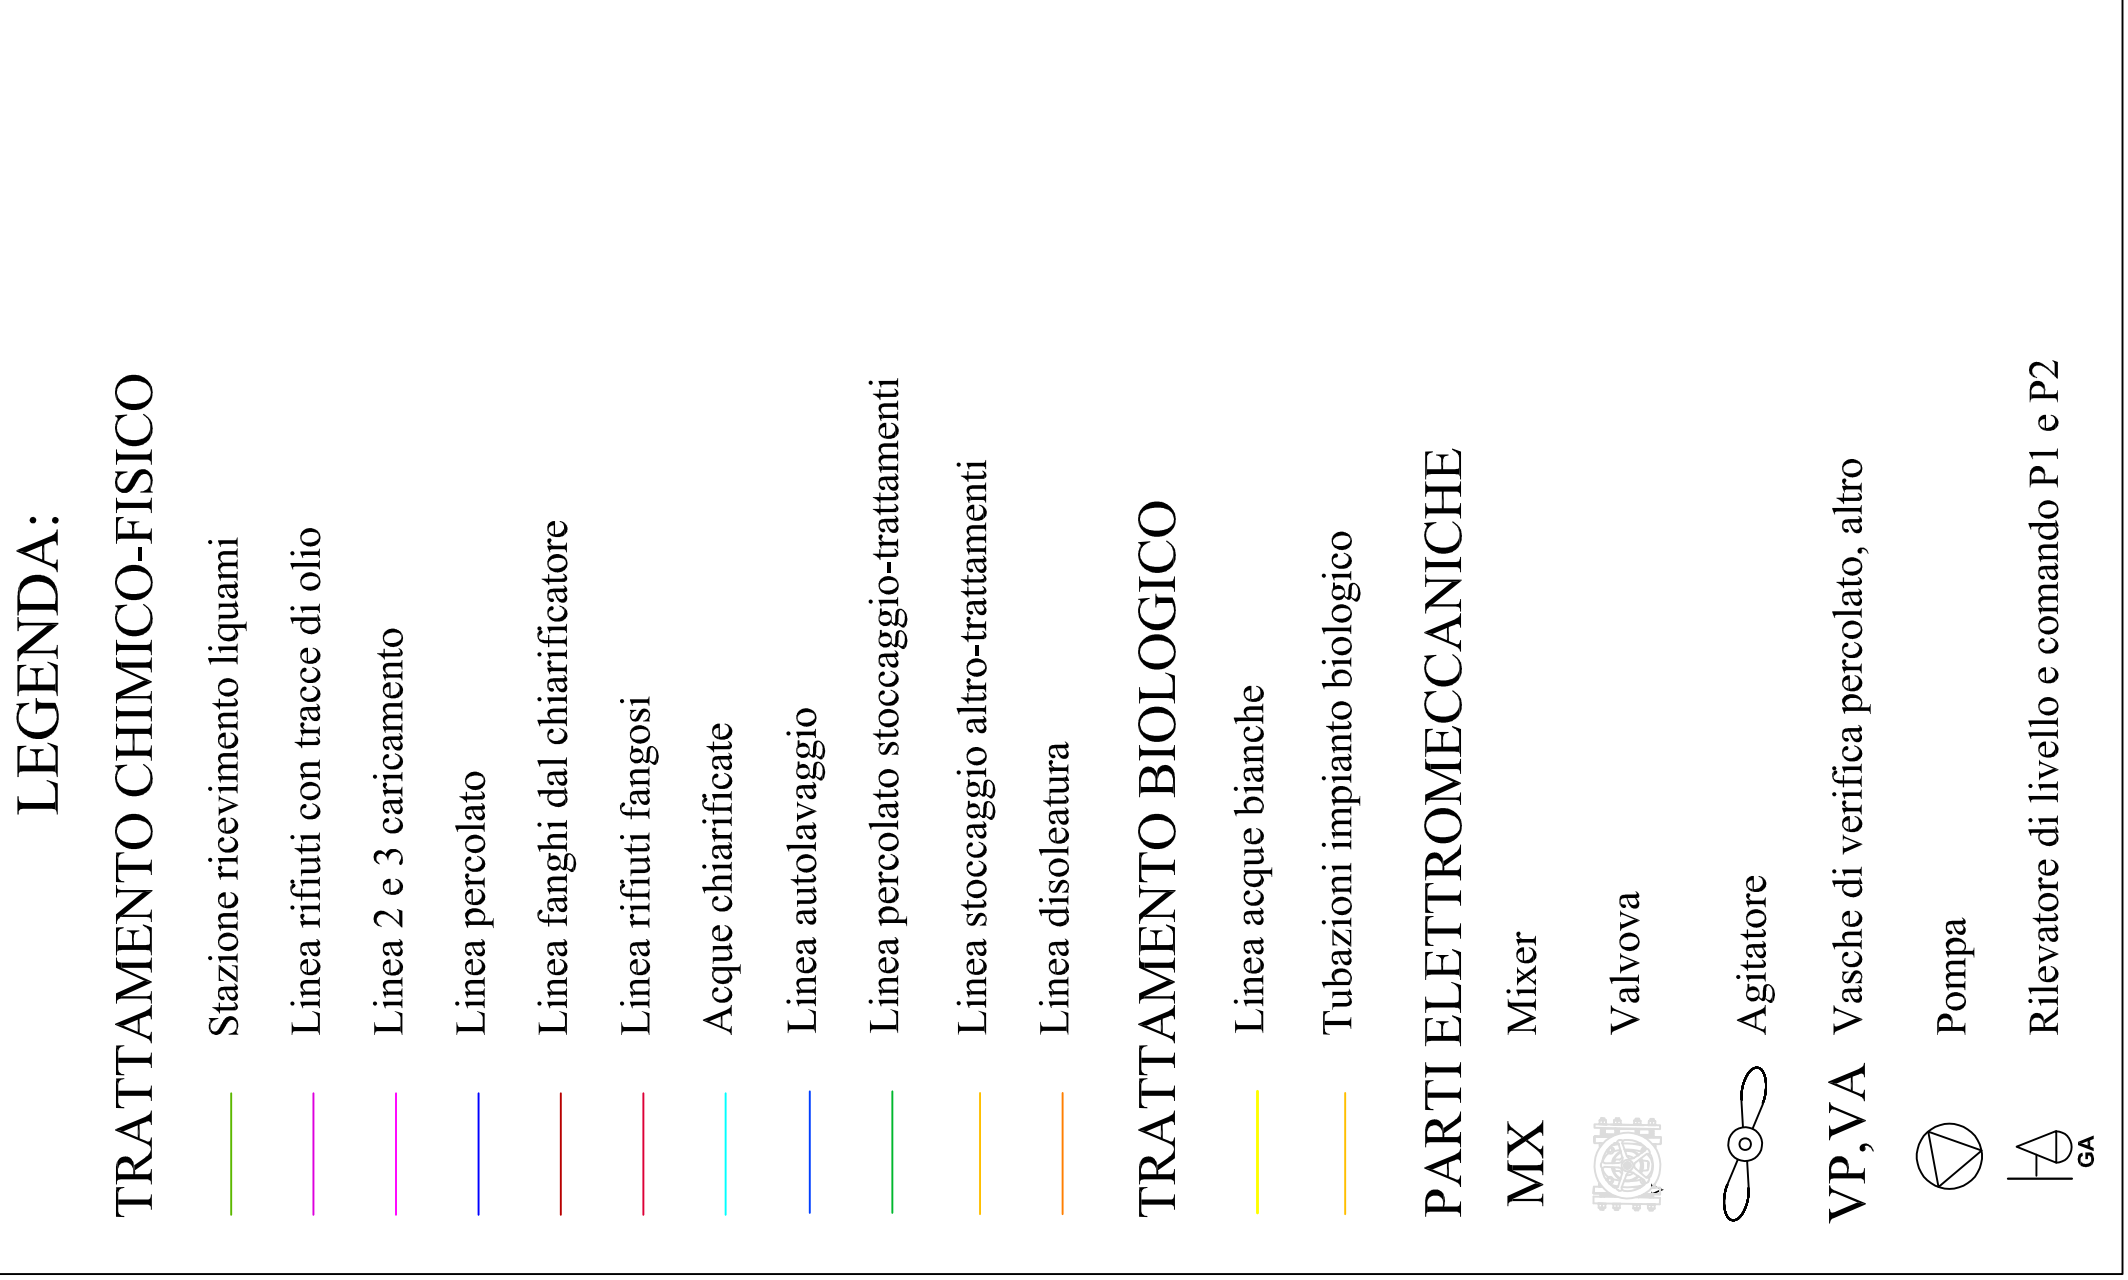 LEGENDA:
TRATTAMENTO CHIMICO-FISICO
Stazione ricevimento liquami
Linea rifiuti con tracce di olio
Linea 2 e 3 caricamento
Linea percolato
Linea fanghi dal chiarificatore
Linea rifiuti fangosi
Acque chiarificate
Linea autolavaggio
Linea percolato stoccaggio-trattamenti
Linea stoccaggio altro-trattamenti
Linea disoleatura
TRATTAMENTO BIOLOGICO
Linea acque bianche
Tubazioni impianto biologico
PARTI ELETTROMECCANICHE
MX Mixer
Valvova
Agitatore
VP,VA Vasche di verifica percolato, altro
Pompa
GA Rilevatore di livello e comando P1 e P2